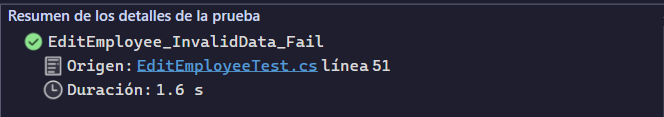 Resumen de los detalles de la prueba
EditEmployee_InvalidData_Fail
Origen: EditEmployeeTest.cs línea 51
Duración: 1.6 s